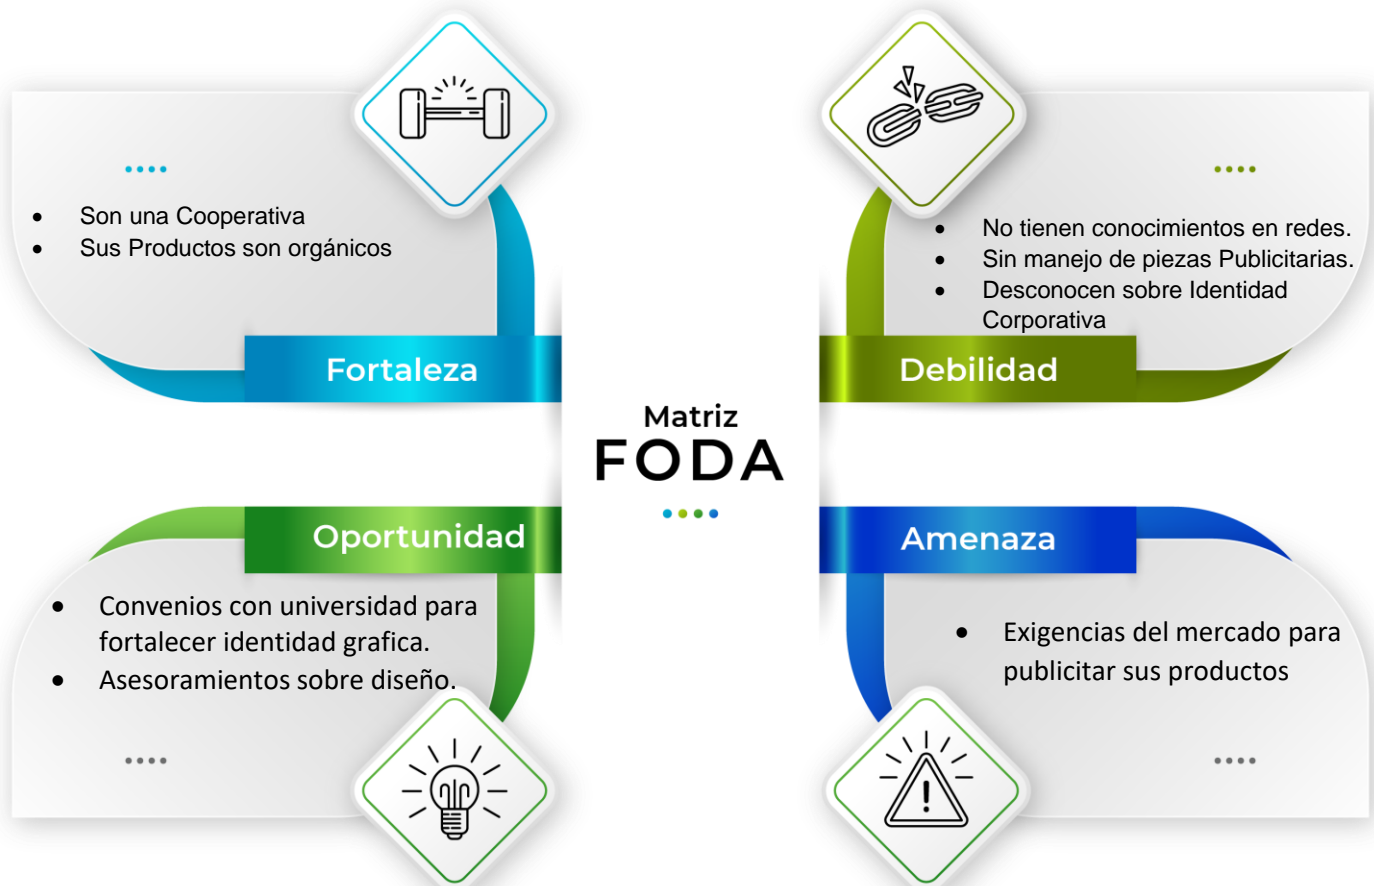 • Son una Cooperativa
• Sus Productos son orgánicos
Fortaleza
• No tienen conocimientos en redes.
• Sin manejo de piezas Publicitarias.
• Desconocen sobre Identidad
Corporativa
Debilidad
Matriz
FODA
Oportunidad
• Convenios con universidad para
fortalecer identidad grafica.
• Asesoramientos sobre diseño.
Amenaza
• Exigencias del mercado para
publicitar sus productos